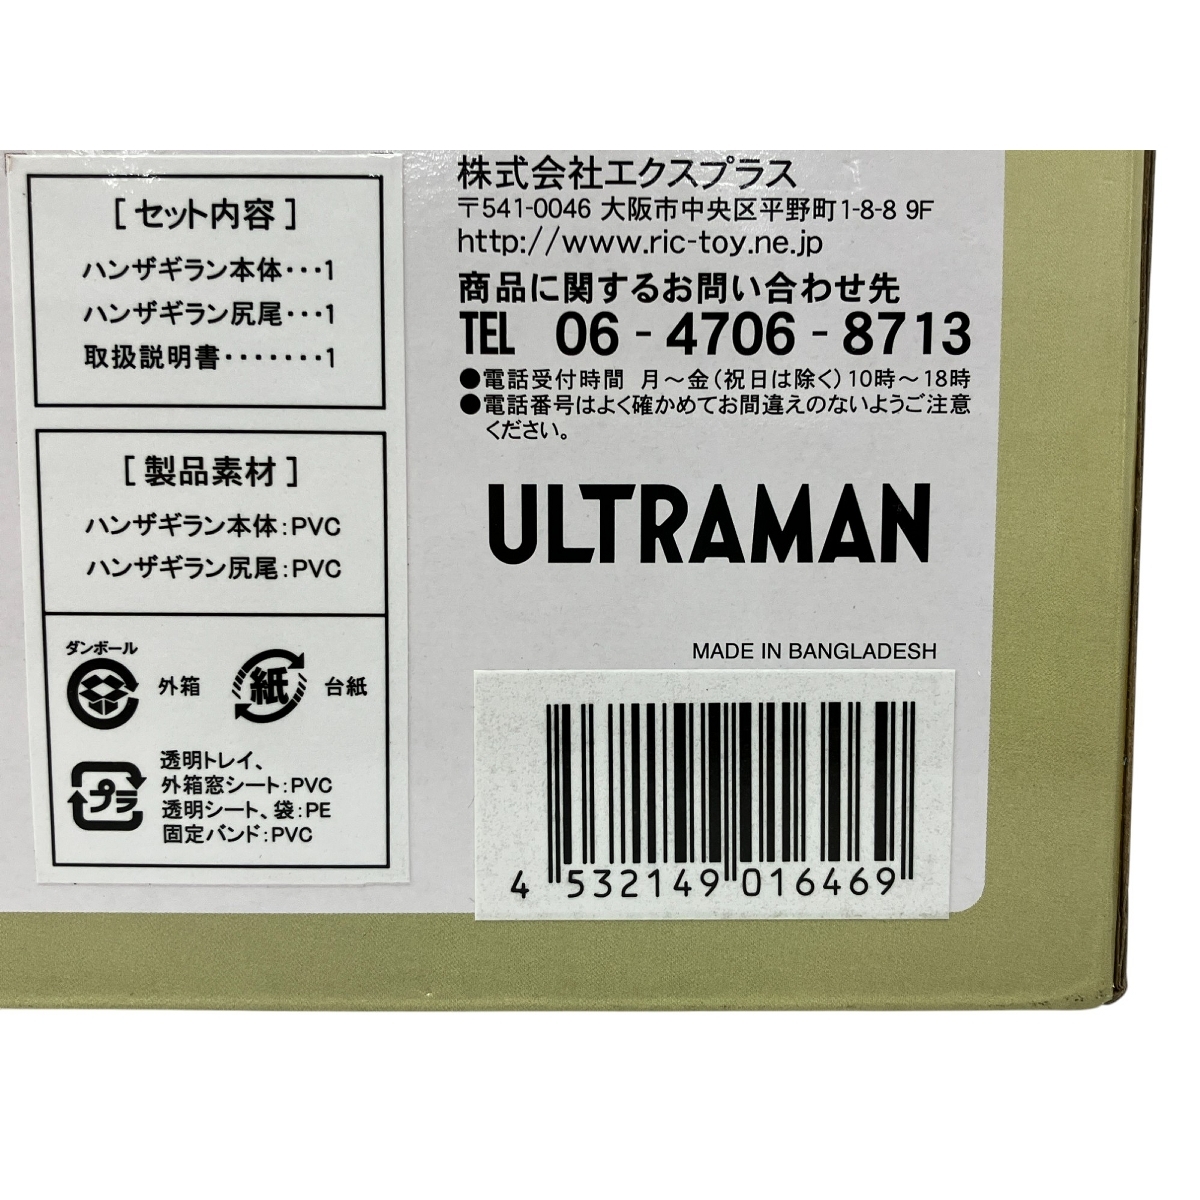 [ セット内容 ]
ハンザギラン本体・・・1
ハンザギラン尻尾・・・1
取扱説明書・・・・・・・1
[ 製品素材 ]
ハンザギラン本体：PVC
ハンザギラン尻尾：PVC
ダンボール
外箱
紙
台紙
プラ
透明トレイ、
外箱窓シート：PVC
透明シート、袋：PE
固定バンド：PVC
株式会社エクスプラス
〒541-0046 大阪市中央区平野町1-8-8 9F
http://www.ric-toy.ne.jp
商品に関するお問い合わせ先
TEL 06-4706-8713
●電話受付時間 月～金（祝日は除く）10時～18時
●電話番号はよく確かめてお間違えのないようご注意
ください。
ULTRAMAN
MADE IN BANGLADESH
4 532149 016469